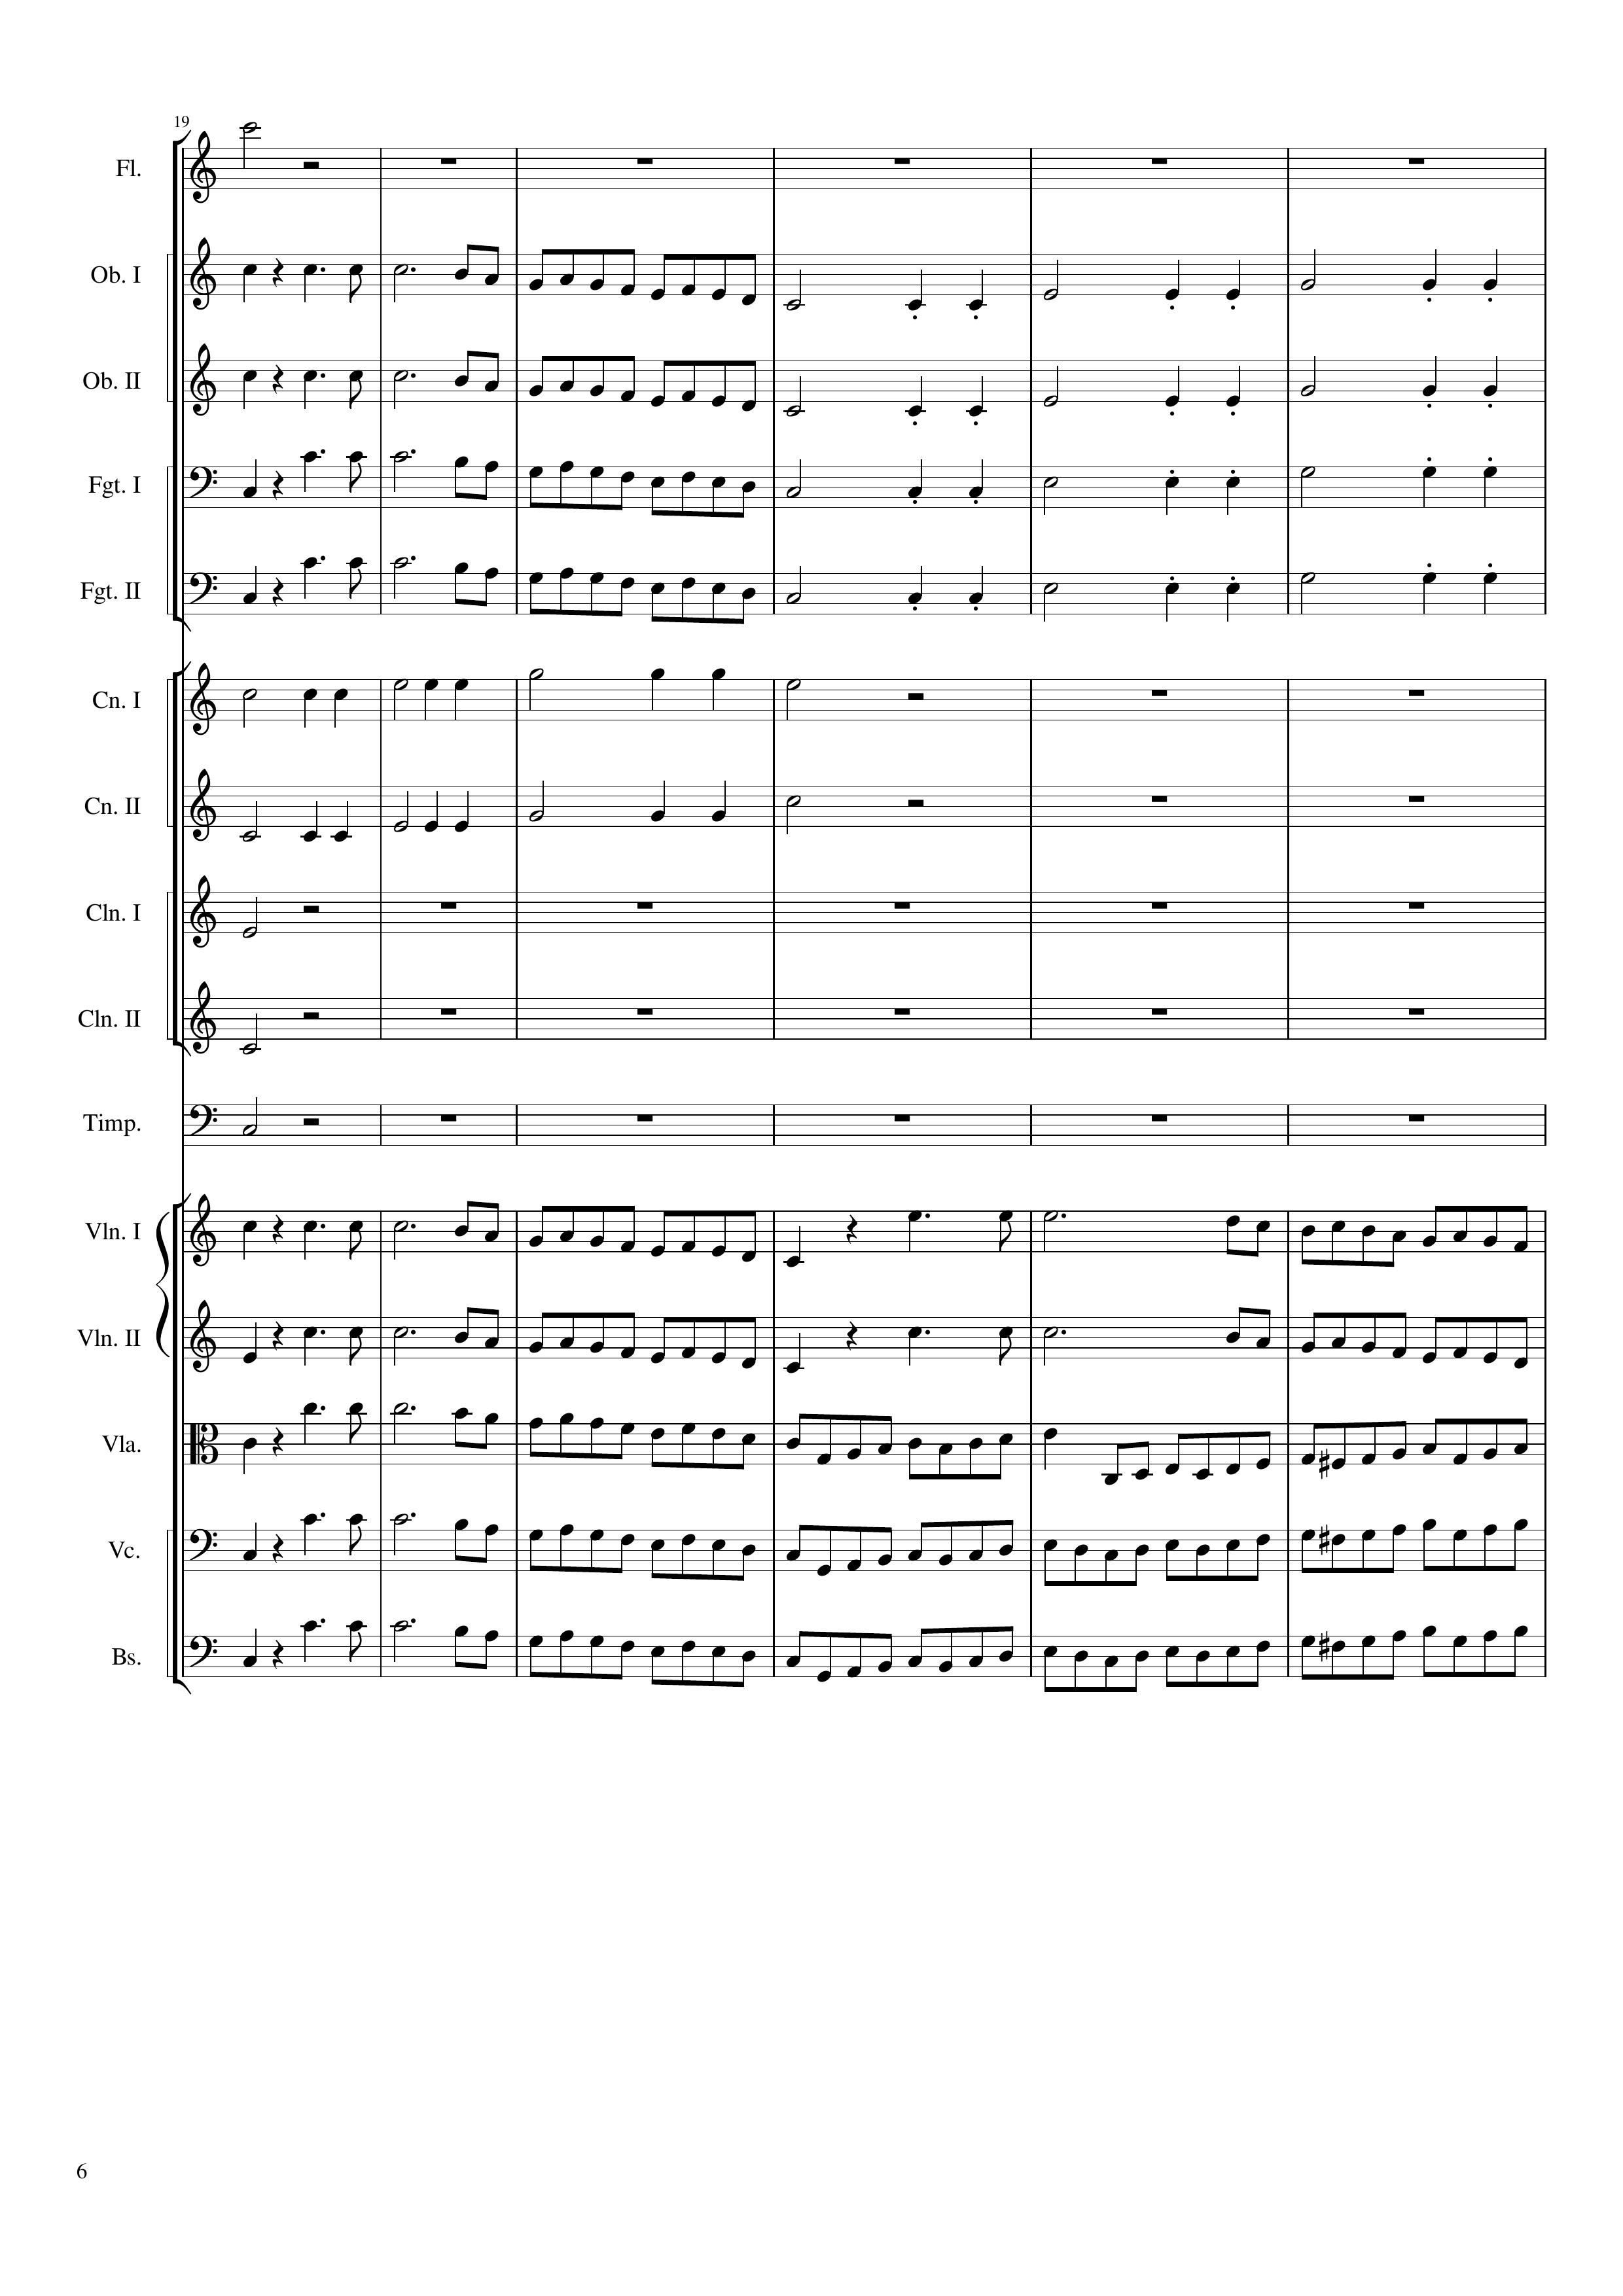 19
Fl.
Ob. I
Ob. II
Fgt. I
Fgt. II
Cn. I
Cn. II
Cln. I
Cln. II
Timp.
Vln. I
Vln. II
Vla.
Vc.
Bs.
6